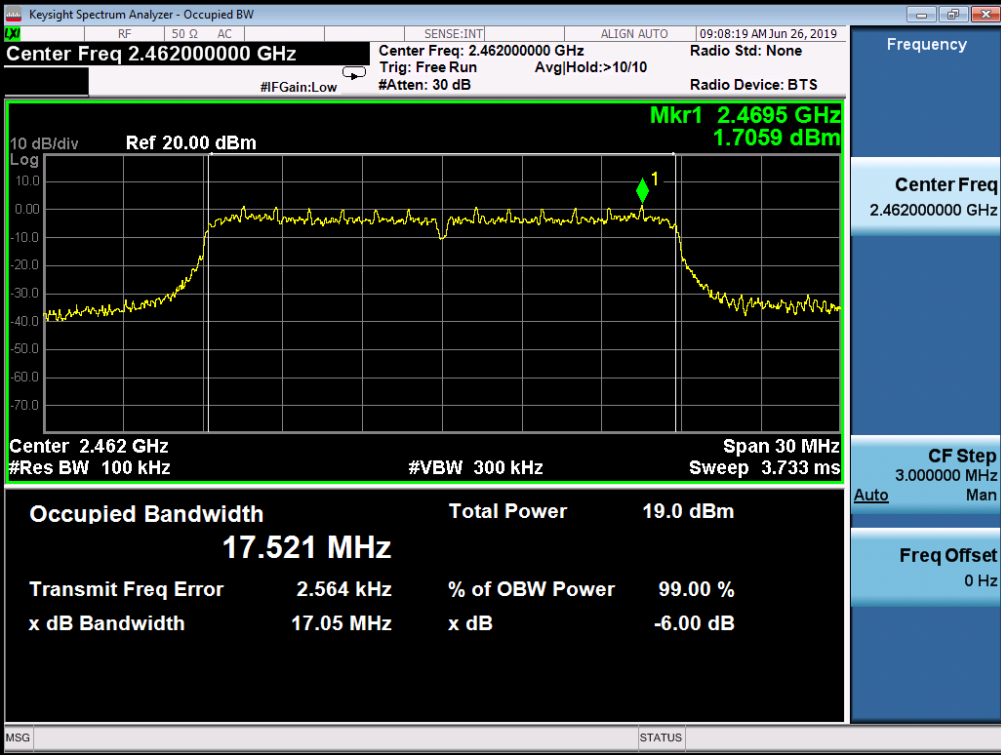 Keysight Spectrum Analyzer - Occupied BW
LXI RF 50 Ω AC SENSE:INT ALIGN AUTO 09:08:19 AM Jun 26, 2019
Center Freq 2.462000000 GHz
Center Freq: 2.462000000 GHz
Radio Std: None
Trig: Free Run Avg|Hold:>10/10
#IFGain:Low #Atten: 30 dB
Radio Device: BTS
Mkr1 2.4695 GHz
1.7059 dBm
10 dB/div Ref 20.00 dBm
Log
10.0
0.00
-10.0
-20.0
-30.0
-40.0
-50.0
-60.0
-70.0
1
Center 2.462 GHz Span 30 MHz
#Res BW 100 kHz #VBW 300 kHz Sweep 3.733 ms
Occupied Bandwidth Total Power 19.0 dBm
17.521 MHz
Transmit Freq Error 2.564 kHz % of OBW Power 99.00 %
x dB Bandwidth 17.05 MHz x dB -6.00 dB
Frequency
Center Freq
2.462000000 GHz
CF Step
3.000000 MHz
Auto Man
Freq Offset
0 Hz
MSG STATUS